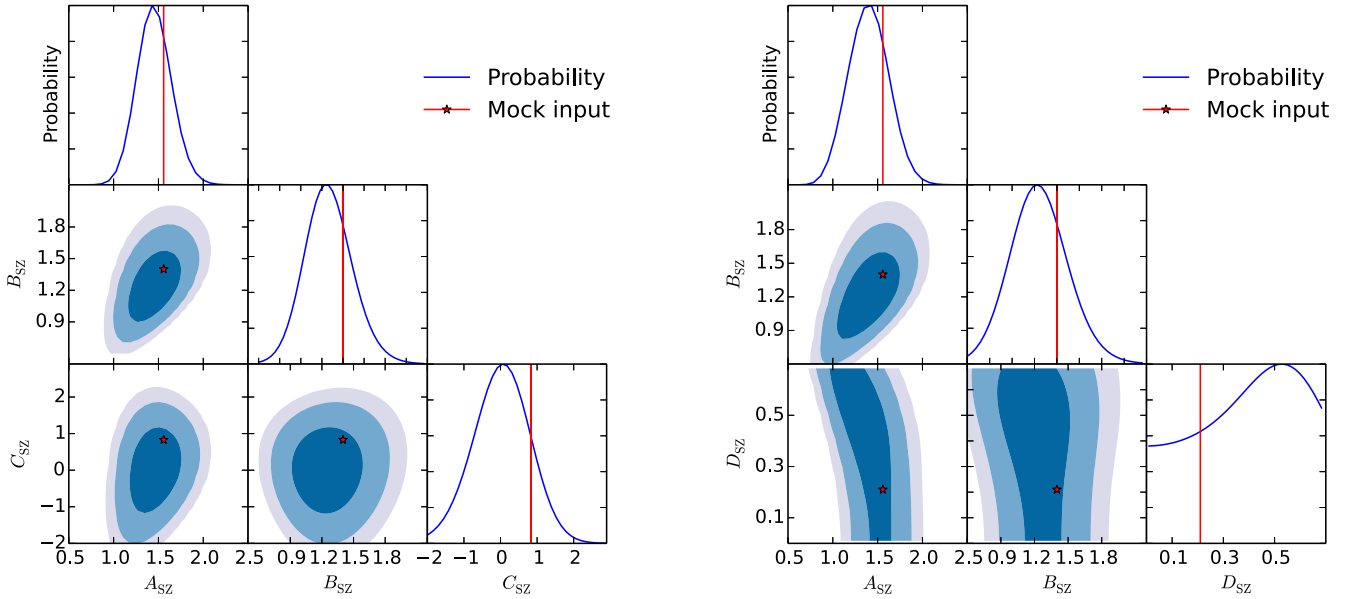 Probability
Probability
Mock input
1.8
1.5
1.2
0.9
B_SZ
2
1
0
−1
−2
C_SZ
0.5 1.0 1.5 2.0 2.5 0.9 1.2 1.5 1.8 −2 −1 0 1 2
A_SZ B_SZ C_SZ
Probability
Probability
Mock input
1.8
1.5
1.2
0.9
B_SZ
0.5
0.3
0.1
D_SZ
0.5 1.0 1.5 2.0 2.5 0.9 1.2 1.5 1.8 0.1 0.3 0.5
A_SZ B_SZ D_SZ